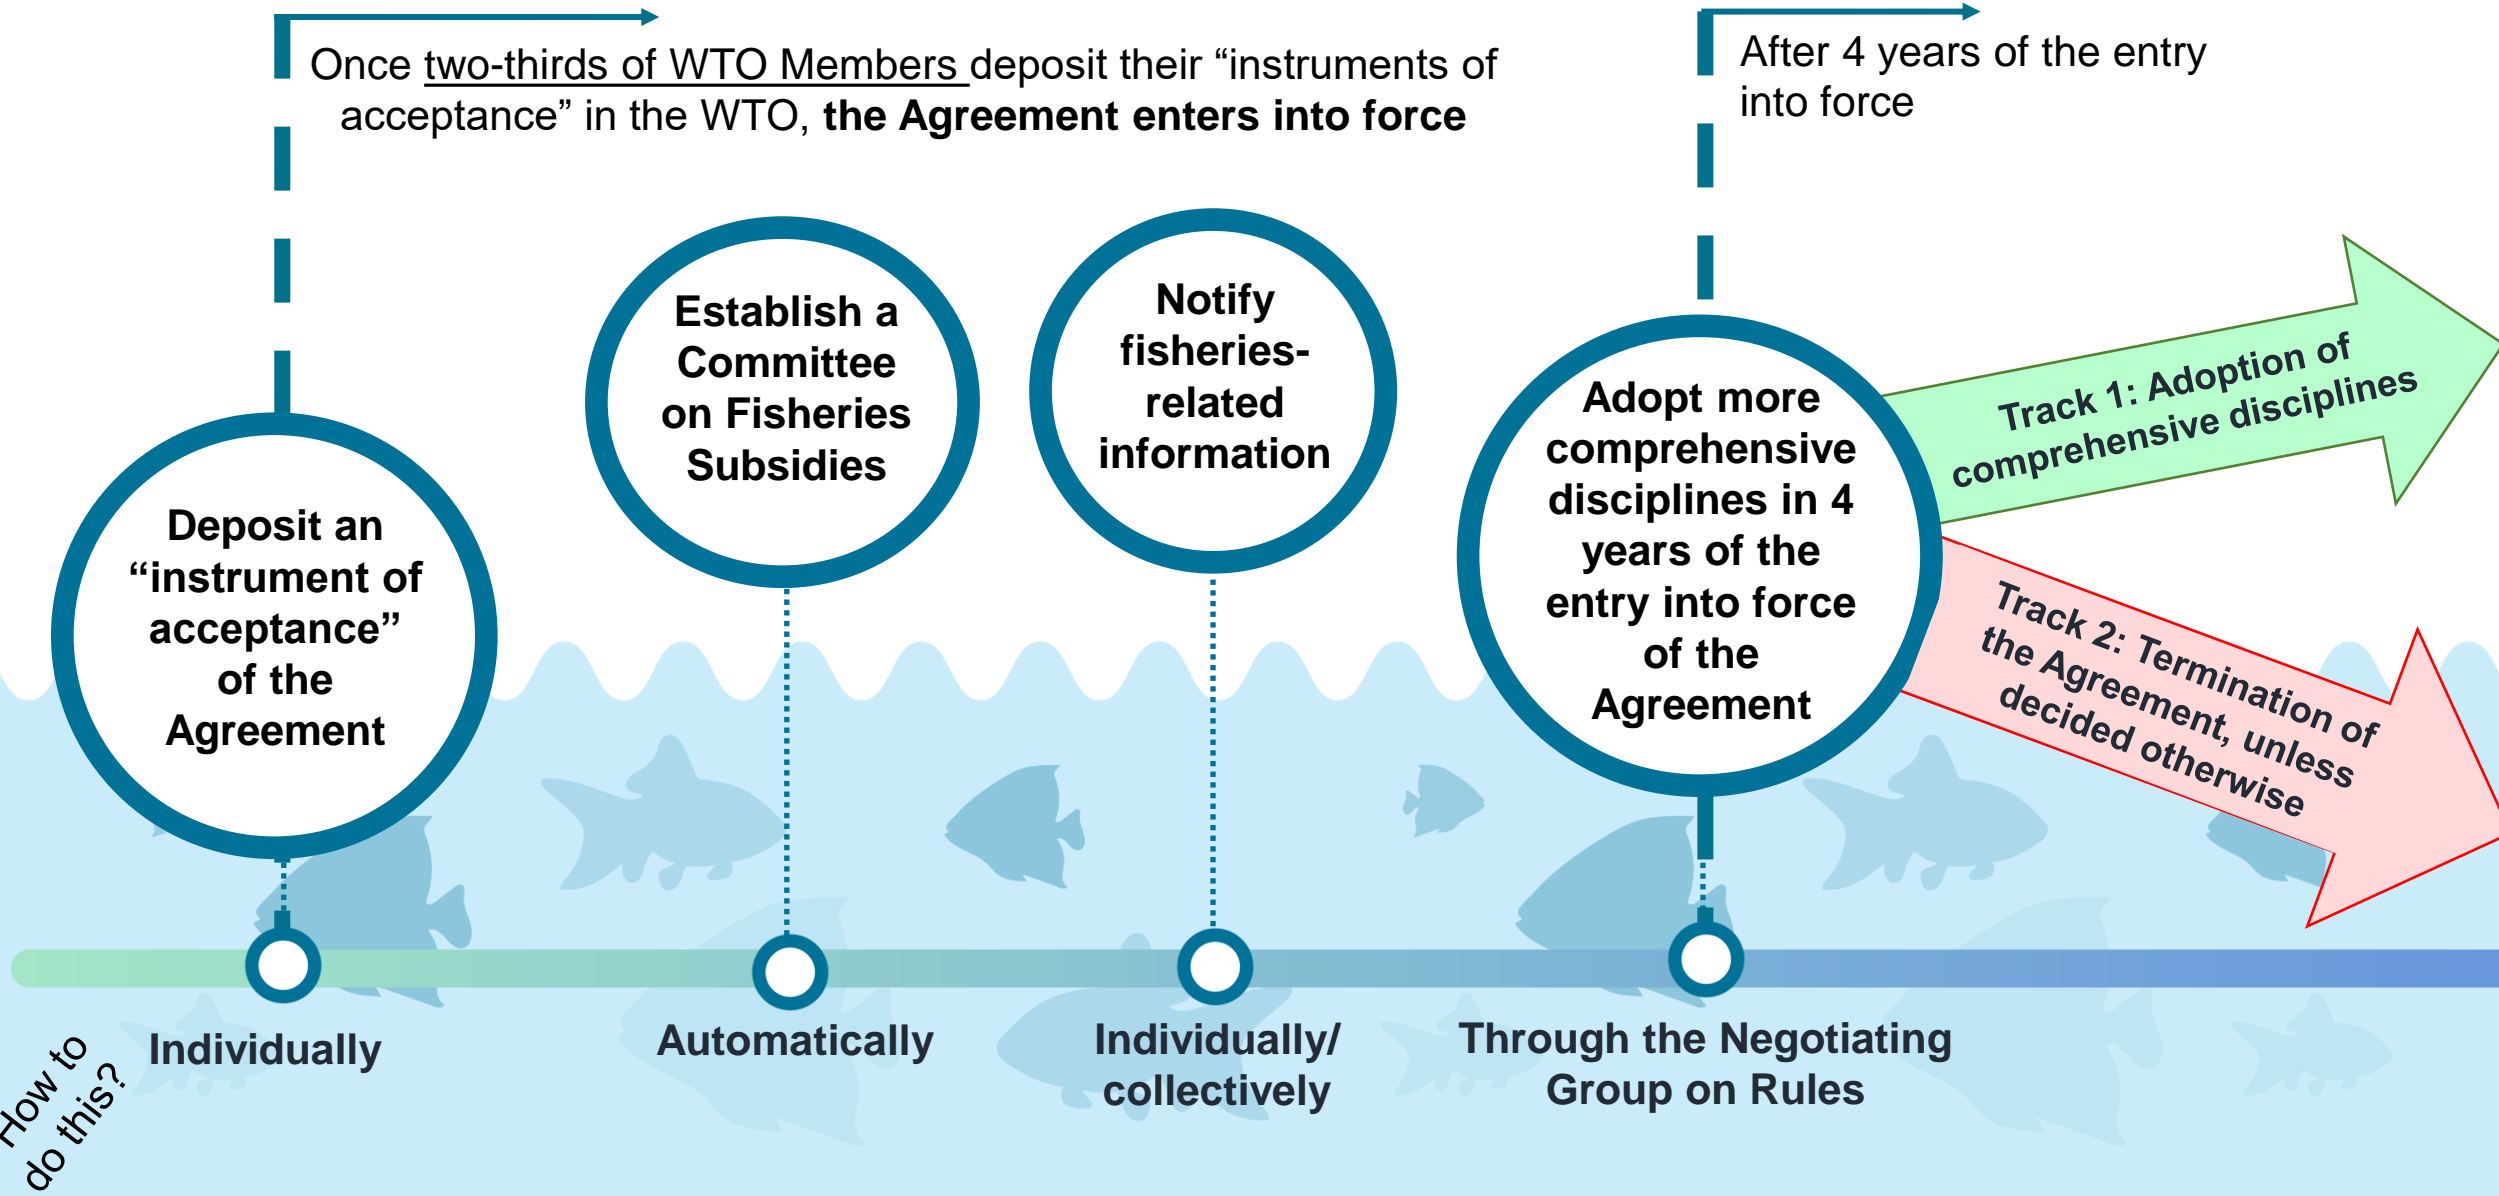 Once two-thirds of WTO Members deposit their “instruments of
acceptance” in the WTO, the Agreement enters into force
After 4 years of the entry
into force
Deposit an
“instrument of
acceptance”
of the
Agreement
Establish a
Committee
on Fisheries
Subsidies
Notify
fisheries-
related
information
Adopt more
comprehensive
disciplines in 4
years of the
entry into force
of the
Agreement
Track 1: Adoption of
comprehensive disciplines
Track 2: Termination of
the Agreement, unless
decided otherwise
How to
do this?
Individually
Automatically
Individually/
collectively
Through the Negotiating
Group on Rules